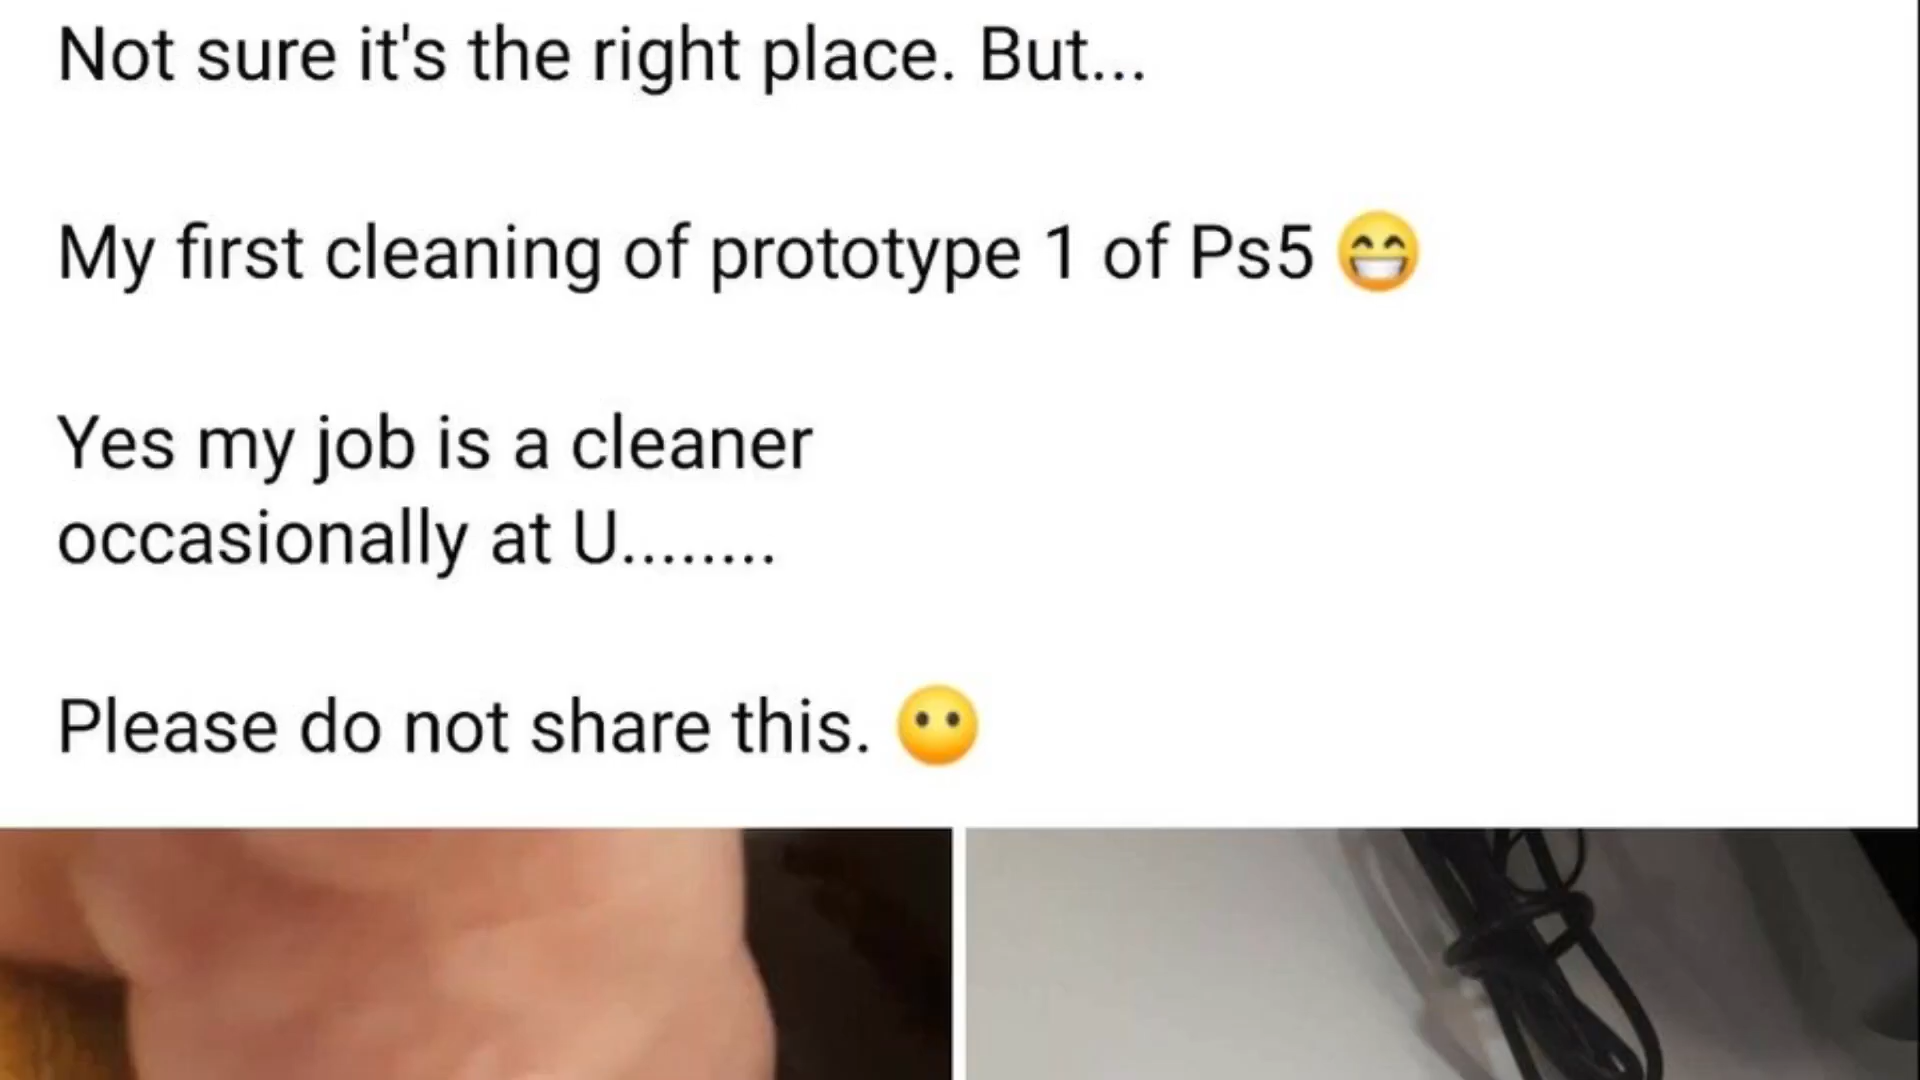 Not sure it's the right place. But...
My first cleaning of prototype 1 of Ps5 😁
Yes my job is a cleaner
occasionally at U........
Please do not share this. 😶